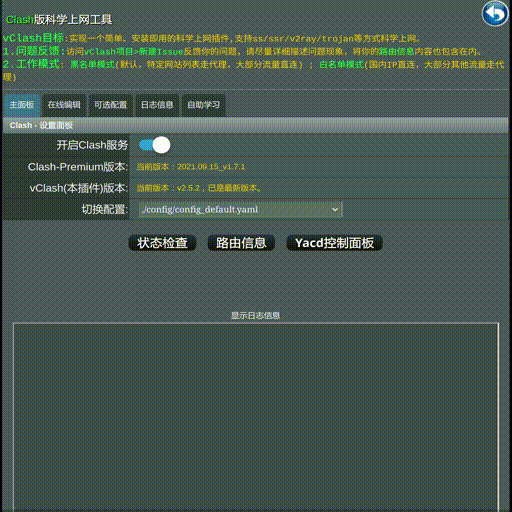 Clash版科学上网工具
vClash目标:实现一个简单、安装即用的科学上网插件,支持ss/ssr/v2ray/trojan等方式科学上网。
1.问题反馈:访问vClash项目>新建Issue反馈你的问题，请尽量详细描述问题现象，将你的路由信息内容也包含在内。
2.工作模式: 黑名单模式(默认，特定网站列表走代理，大部分流量直连) ; 白名单模式(国内IP直连，大部分其他流量走代
理)
主面板 在线编辑 可选配置 日志信息 自助学习
Clash - 设置面板
开启Clash服务
Clash-Premium版本: 当前版本：2021.09.15_v1.7.1
vClash(本插件)版本: 当前版本：v2.5.2，已是最新版本。
切换配置: ./config/config_default.yaml
状态检查 路由信息 Yacd控制面板
显示日志信息